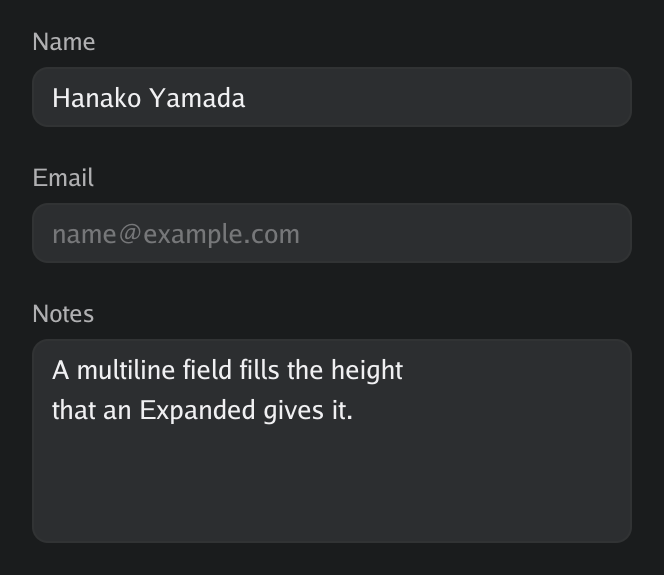 Name
Hanako Yamada
Email
name@example.com
Notes
A multiline field fills the height
that an Expanded gives it.